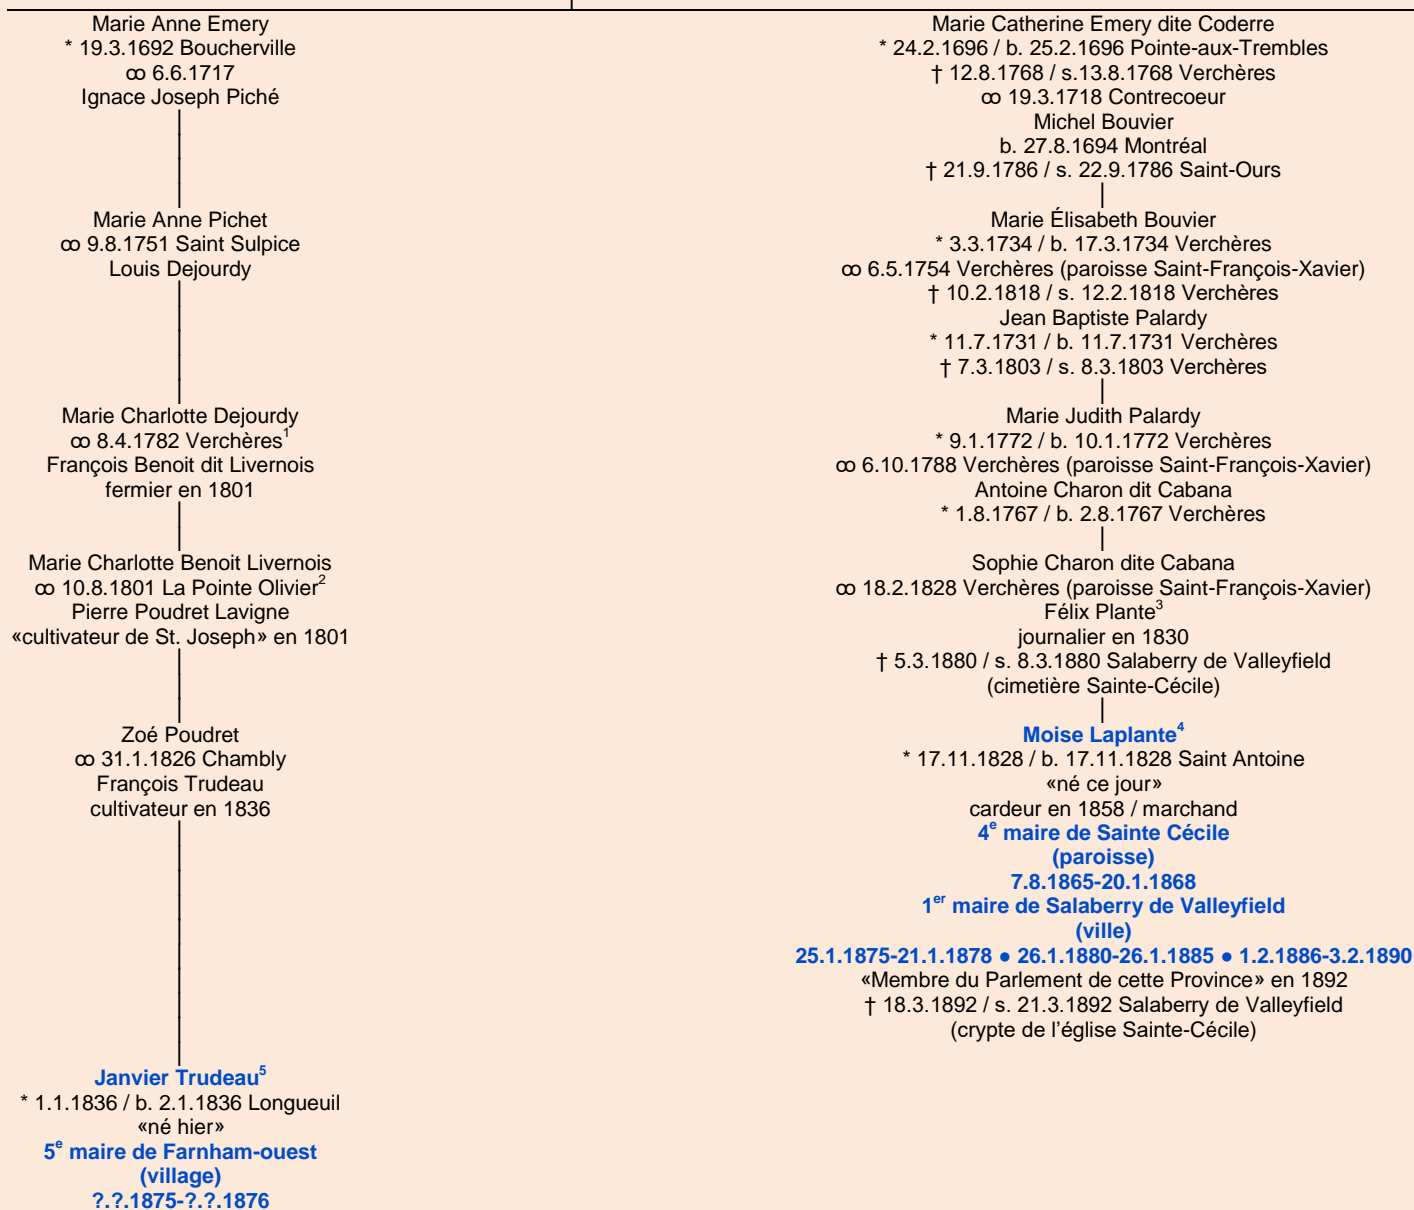 Marie Anne Emery
* 19.3.1692 Boucherville
ꝏ 6.6.1717
Ignace Joseph Piché
Marie Anne Pichet
ꝏ 9.8.1751 Saint Sulpice
Louis Dejourdy
Marie Charlotte Dejourdy
ꝏ 8.4.1782 Verchères¹
François Benoit dit Livernois
fermier en 1801
Marie Charlotte Benoit Livernois
ꝏ 10.8.1801 La Pointe Olivier²
Pierre Poudret Lavigne
«cultivateur de St. Joseph» en 1801
Zoé Poudret
ꝏ 31.1.1826 Chambly
François Trudeau
cultivateur en 1836
Janvier Trudeau⁵
* 1.1.1836 / b. 2.1.1836 Longueuil
«né hier»
5e maire de Farnham-ouest
(village)
?.?.1875-?.?.1876
Marie Catherine Emery dite Coderre
* 24.2.1696 / b. 25.2.1696 Pointe-aux-Trembles
† 12.8.1768 / s.13.8.1768 Verchères
ꝏ 19.3.1718 Contrecoeur
Michel Bouvier
b. 27.8.1694 Montréal
† 21.9.1786 / s. 22.9.1786 Saint-Ours
Marie Élisabeth Bouvier
* 3.3.1734 / b. 17.3.1734 Verchères
ꝏ 6.5.1754 Verchères (paroisse Saint-François-Xavier)
† 10.2.1818 / s. 12.2.1818 Verchères
Jean Baptiste Palardy
* 11.7.1731 / b. 11.7.1731 Verchères
† 7.3.1803 / s. 8.3.1803 Verchères
Marie Judith Palardy
* 9.1.1772 / b. 10.1.1772 Verchères
ꝏ 6.10.1788 Verchères (paroisse Saint-François-Xavier)
Antoine Charon dit Cabana
* 1.8.1767 / b. 2.8.1767 Verchères
Sophie Charon dite Cabana
ꝏ 18.2.1828 Verchères (paroisse Saint-François-Xavier)
Félix Plante³
journalier en 1830
† 5.3.1880 / s. 8.3.1880 Salaberry de Valleyfield
(cimetière Sainte-Cécile)
Moise Laplante⁴
* 17.11.1828 / b. 17.11.1828 Saint Antoine
«né ce jour»
cardeur en 1858 / marchand
4e maire de Sainte Cécile
(paroisse)
7.8.1865-20.1.1868
1er maire de Salaberry de Valleyfield
(ville)
25.1.1875-21.1.1878 ● 26.1.1880-26.1.1885 ● 1.2.1886-3.2.1890
«Membre du Parlement de cette Province» en 1892
† 18.3.1892 / s. 21.3.1892 Salaberry de Valleyfield
(crypte de l'église Sainte-Cécile)